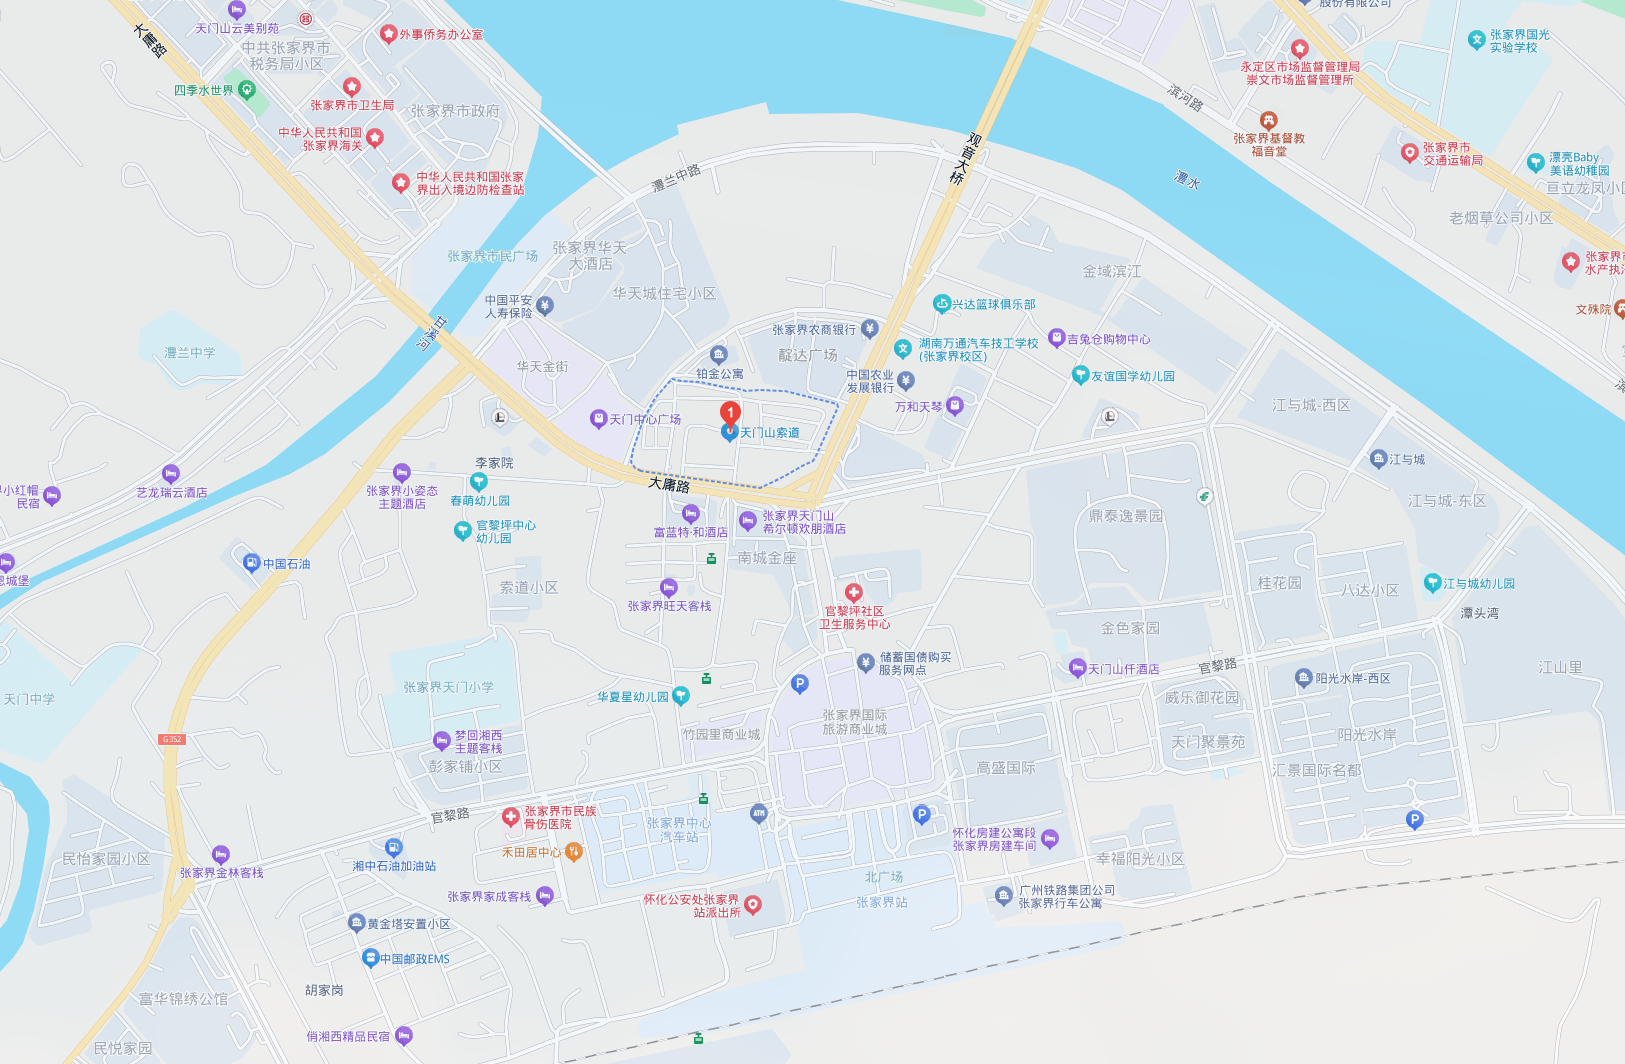 天门山云美别苑
大庸路
中共张家界市
税务局小区
外事侨务办公室
四季水世界
张家界市卫生局
张家界市政府
中华人民共和国
张家界海关
中华人民共和国张家
界出入境边防检查站
股份有限公司
张家界国光
实验学校
永定区市场监督管理局
崇文市场监督管理所
滨河路
张家界基督教
福音堂
张家界市
交通运输局
漂亮Baby
美语幼稚园
亘立龙凤小区
老烟草公司小区
观音大桥
澧水
澧兰中路
张家界市民广场
张家界华天
大酒店
华天城住宅小区
金域滨江
水产执法
文殊院
中国平安
人寿保险
甘溪河
兴达篮球俱乐部
张家界农商银行
湖南万通汽车技工学校
(张家界校区)
吉兔仓购物中心
澧兰中学
华天金街
铂金公寓
靛达广场
中国农业
发展银行
友谊国学幼儿园
万和天琴
江与城-西区
天门中心广场
1
天门山索道
李家院
大庸路
江与城
艺龙瑞云酒店
小红帽
民宿
张家界小姿态
主题酒店
春萌幼儿园
官黎坪中心
幼儿园
富蓝特·和酒店
张家界天门山
希尔顿欢朋酒店
鼎泰逸景园
江与城-东区
南城金座
中国石油
城堡
索道小区
张家界旺天客栈
官黎坪社区
卫生服务中心
桂花园
八达小区
江与城幼儿园
潭头湾
金色家园
储蓄国债购买
服务网点
天门山仟酒店
官黎路
阳光水岸-西区
江山里
天门中学
张家界天门小学
华夏星幼儿园
P
张家界国际
旅游商业城
威乐御花园
G352
梦回湘西
主题客栈
竹园里商业城
天门聚景苑
阳光水岸
彭家铺小区
高盛国际
汇景国际名都
官黎路
张家界市民族
骨伤医院
张家界中心
汽车站
ATM
P
怀化房建公寓段
张家界房建车间
P
民怡家园小区
张家界金林客栈
湘中石油加油站
禾田居中心
幸福阳光小区
北广场
张家界家成客栈
怀化公安处张家界
站派出所
张家界站
广州铁路集团公司
张家界行车公寓
黄金塔安置小区
中国邮政EMS
胡家岗
富华锦绣公馆
俏湘西精品民宿
民悦家园